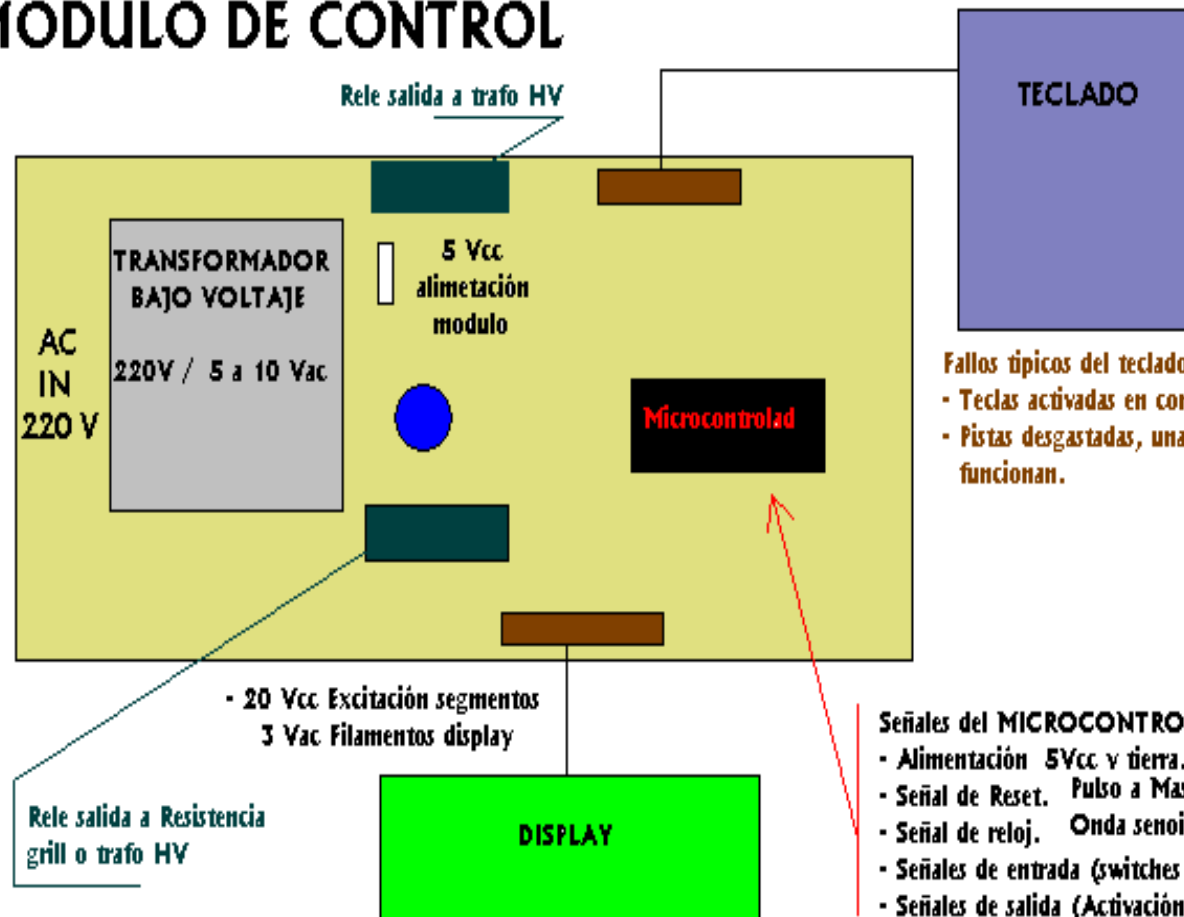 MODULO DE CONTROL
Rele salida a trafo HV
TECLADO
TRANSFORMADOR
BAJO VOLTAJE
220V / 5 a 10 Vac
5 Vcc
alimetación
modulo
AC
IN
220 V
Microcontrolad
Fallos tipicos del teclado
- Teclas activadas en
- Pistas desgastadas, una
funcionan.
- 20 Vcc Excitación segmentos
3 Vac Filamentos display
Rele salida a Resistencia
grill o trafo HV
DISPLAY
Señales del MICROCONTRO
- Alimentación 5Vcc y tierra.
- Señal de Reset. Pulso a Mas
- Señal de reloj. Onda senoi
- Señales de entrada (switches
- Señales de salida (Activación